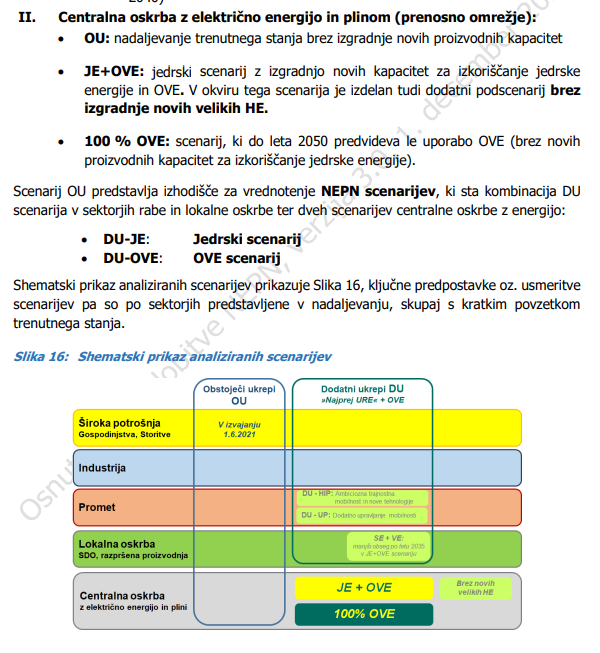 II. Centralna oskrba z električno energijo in plinom (prenosno omrežje):
• OU: nadaljevanje trenutnega stanja brez izgradnje novih proizvodnih kapacitet
• JE+OVE: jedrski scenarij z izgradnjo novih kapacitet za izkoriščanje jedrske
energije in OVE. V okviru tega scenarija je izdelan tudi dodatni podscenarij brez
izgradnje novih velikih HE.
• 100 % OVE: scenarij, ki do leta 2050 predvideva le uporabo OVE (brez novih
proizvodnih kapacitet za izkoriščanje jedrske energije).
Scenarij OU predstavlja izhodišče za vrednotenje NEPN scenarijev, ki sta kombinacija DU
scenarija v sektorjih rabe in lokalne oskrbe ter dveh scenarijev centralne oskrbe z energijo:
• DU-JE: Jedrski scenarij
• DU-OVE: OVE scenarij
Shematski prikaz analiziranih scenarijev prikazuje Slika 16, ključne predpostavke oz. usmeritve
scenarijev pa so po sektorjih predstavljene v nadaljevanju, skupaj s kratkim povzetkom
trenutnega stanja.
Slika 16: Shematski prikaz analiziranih scenarijev
Obstoječi ukrepi
OU
Dodatni ukrepi DU
»Najprej URE« + OVE
Široka potrošnja
Gospodinjstva, Storitve
V izvajanju
1.6.2021
Industrija
Promet
DU - HIP: Ambiciozna trajnostna
mobilnost in nove tehnologije
DU - UP: Dodatno upravljanje mobilnosti
Lokalna oskrba
SDO, razpršena proizvodnja
SE + VE:
manjši obseg po letu 2035
v JE+OVE scenariju
Centralna oskrba
z električno energijo in plini
JE + OVE
Brez novih
velikih HE
100% OVE
verzija 3.0, 1. december